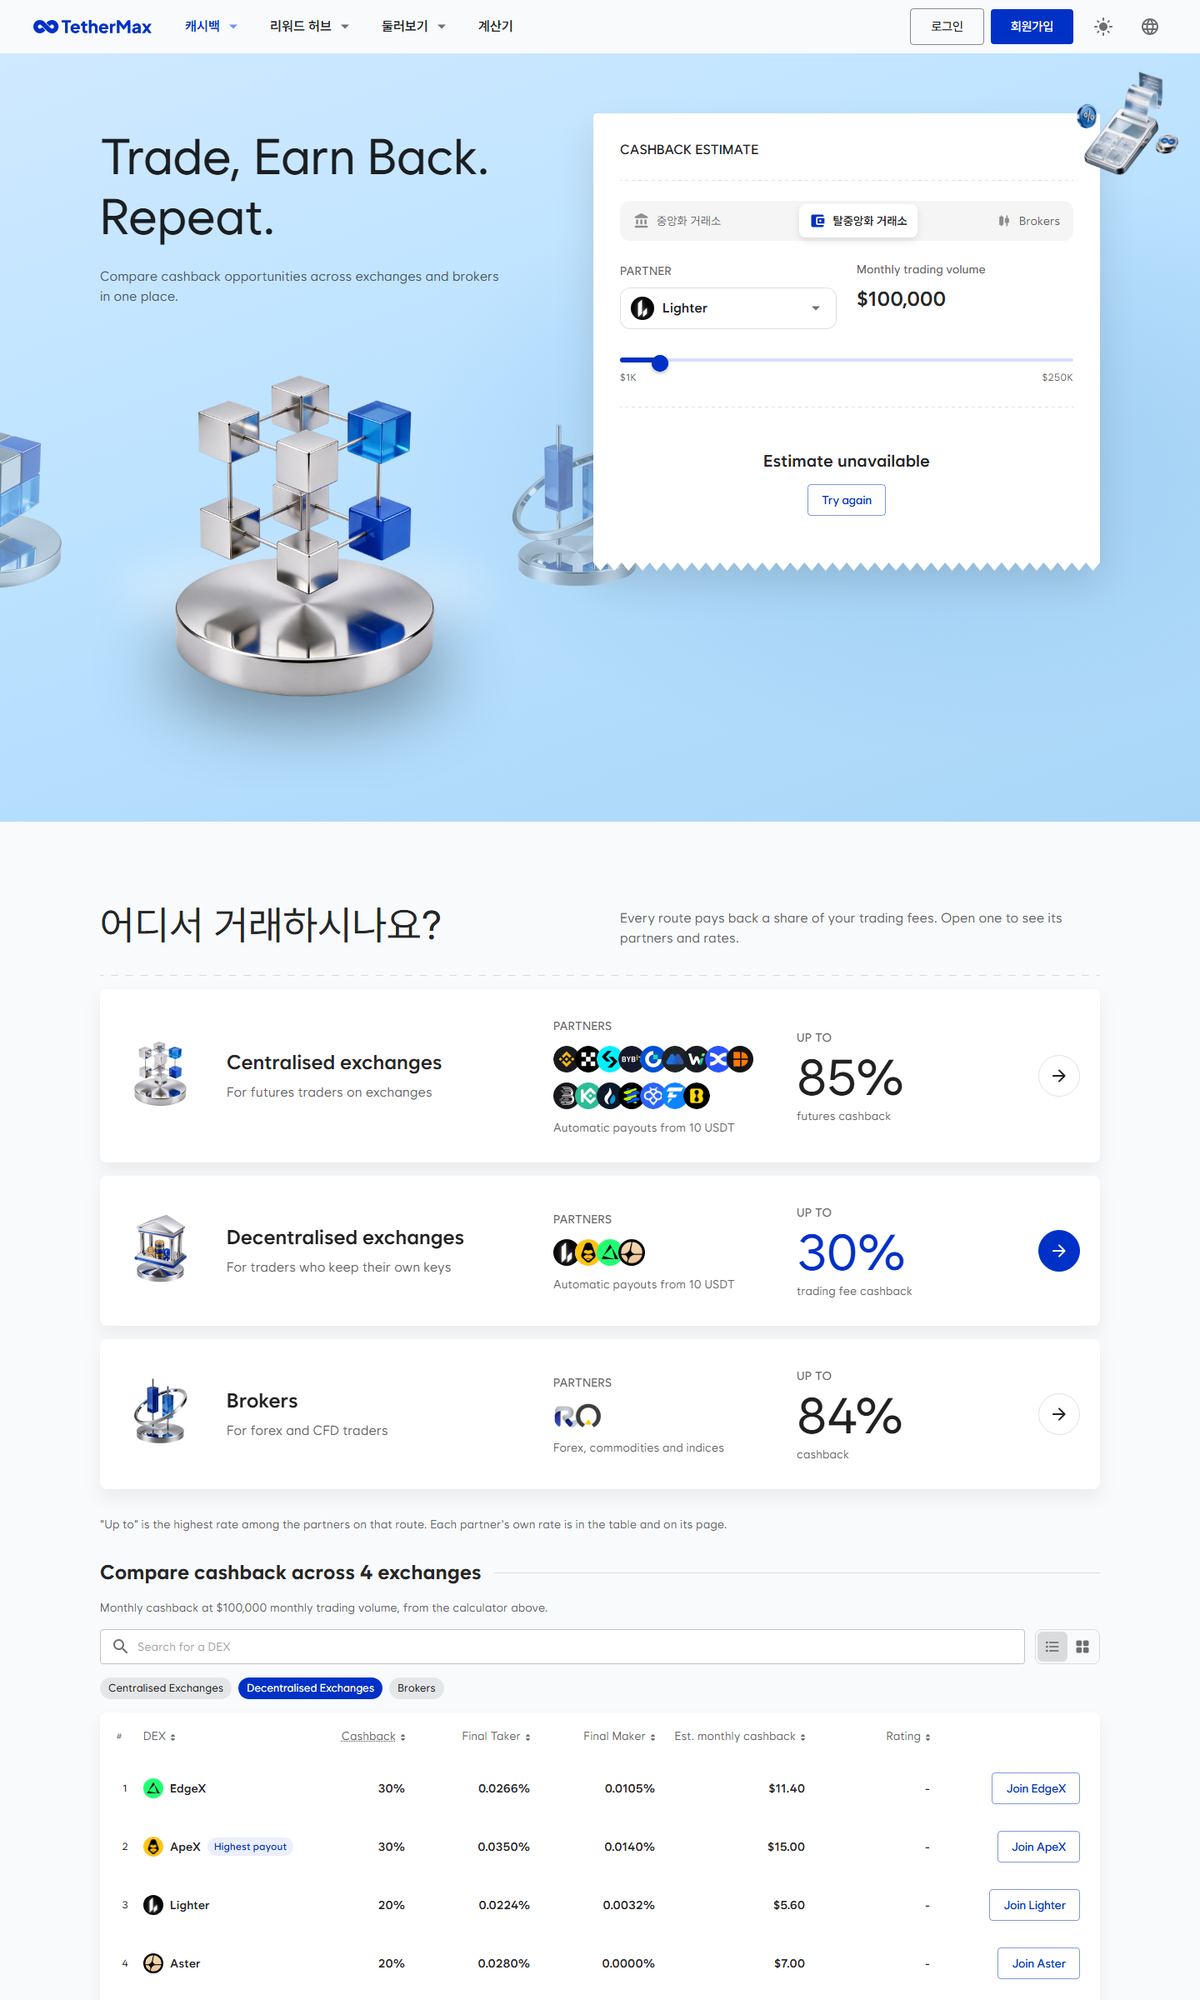 TetherMax
캐시백
리워드 허브
둘러보기
계산기
로그인
회원가입
Trade, Earn Back.
Repeat.
Compare cashback opportunities across exchanges and brokers
in one place.
CASHBACK ESTIMATE
중앙화 거래소
탈중앙화 거래소
Brokers
PARTNER
Lighter
Monthly trading volume
$100,000
$1K
$250K
Estimate unavailable
Try again
어디서 거래하시나요?
Every route pays back a share of your trading fees. Open one to see its
partners and rates.
Centralised exchanges
For futures traders on exchanges
PARTNERS
Automatic payouts from 10 USDT
UP TO
85%
futures cashback
Decentralised exchanges
For traders who keep their own keys
PARTNERS
Automatic payouts from 10 USDT
UP TO
30%
trading fee cashback
Brokers
For forex and CFD traders
PARTNERS
Forex, commodities and indices
UP TO
84%
cashback
"Up to" is the highest rate among the partners on that route. Each partner's own rate is in the table and on its page.
Compare cashback across 4 exchanges
Monthly cashback at $100,000 monthly trading volume, from the calculator above.
Search for a DEX
Centralised Exchanges
Decentralised Exchanges
Brokers
# DEX Cashback Final Taker Final Maker Est. monthly cashback Rating
1 EdgeX 30% 0.0266% 0.0105% $11.40 - Join EdgeX
2 ApeX Highest payout 30% 0.0350% 0.0140% $15.00 - Join ApeX
3 Lighter 20% 0.0224% 0.0032% $5.60 - Join Lighter
4 Aster 20% 0.0280% 0.0000% $7.00 - Join Aster